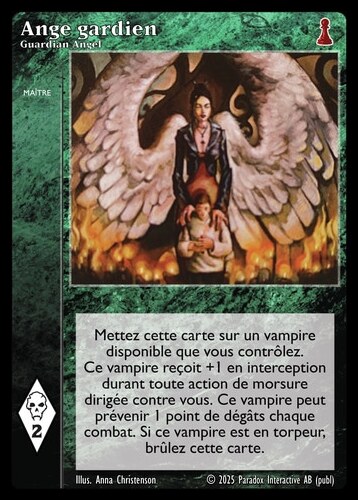 Ange gardien
Guardian Angel
MAÎTRE
Mettez cette carte sur un vampire
disponible que vous contrôlez.
Ce vampire reçoit +1 en interception
durant toute action de morsure
dirigée contre vous. Ce vampire peut
prévenir 1 point de dégâts chaque
combat. Si ce vampire est en torpeur,
brûlez cette carte.
2
Illus. Anna Christenson
© 2025 Paradox Interactive AB (publ)